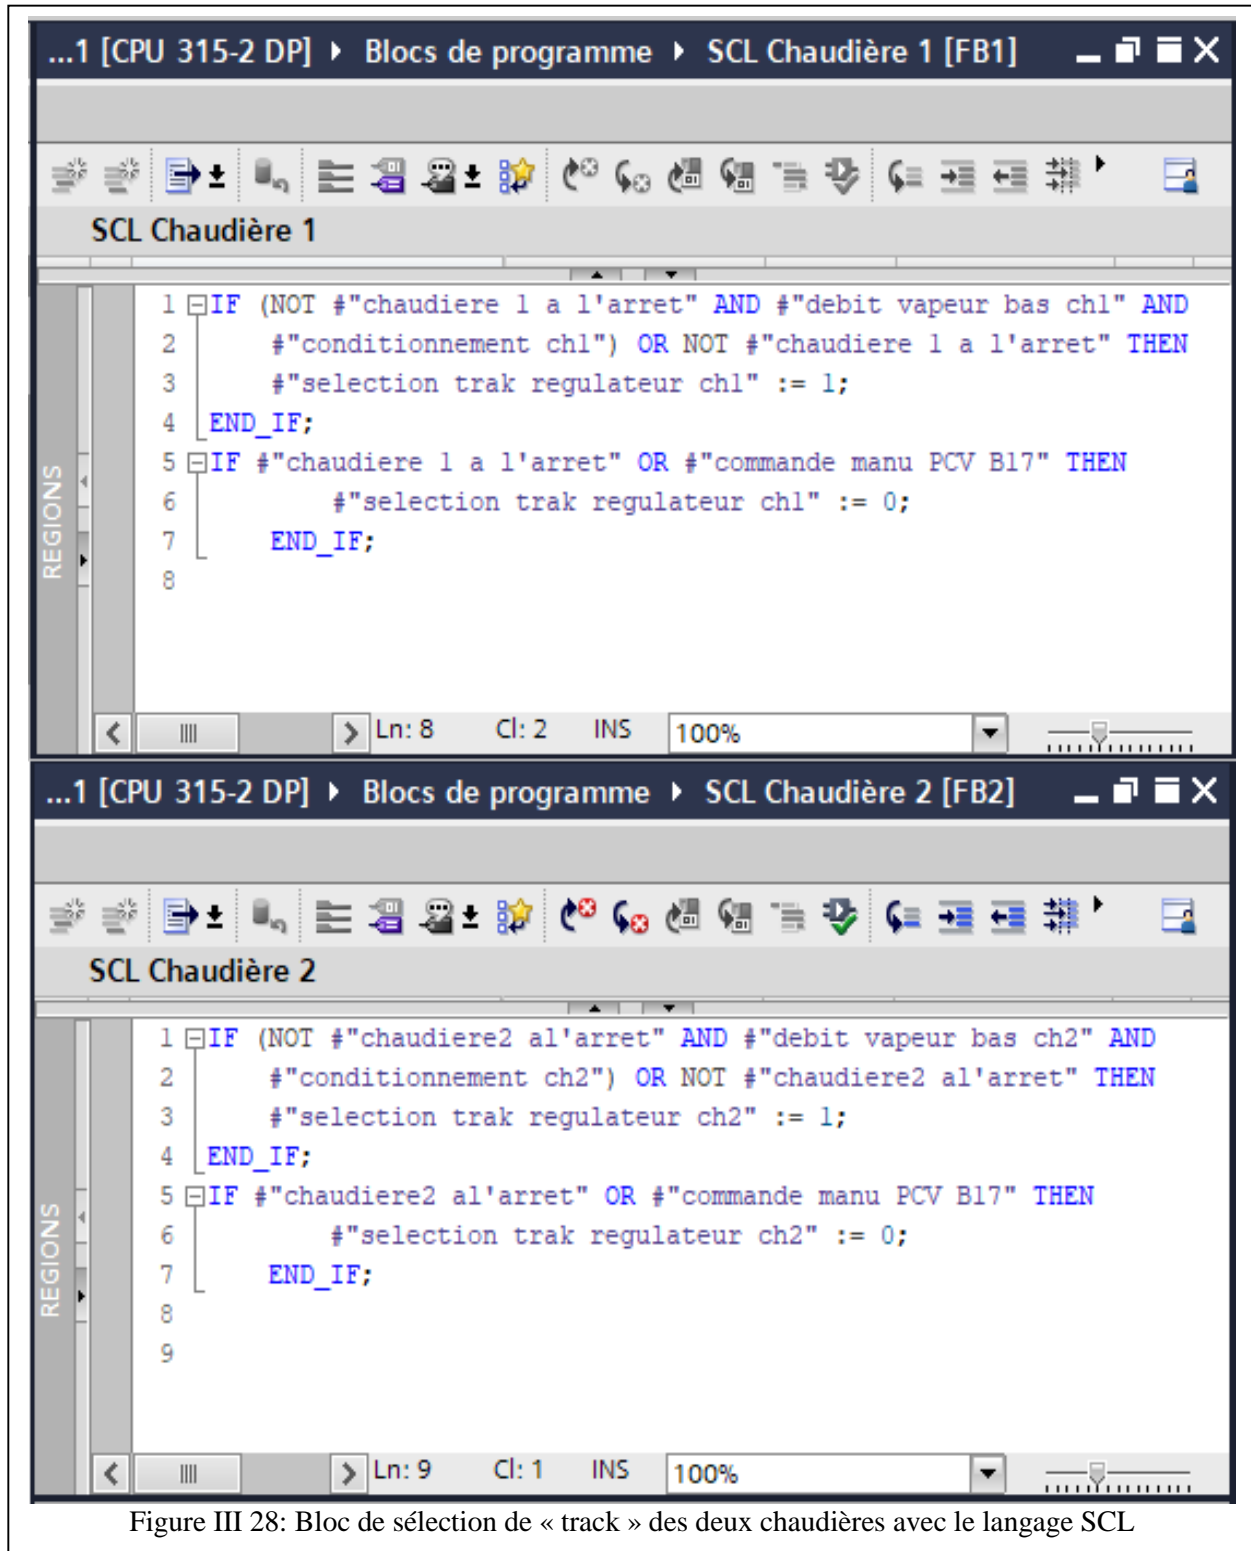 ...1 [CPU 315-2 DP] ▸ Blocs de programme ▸ SCL Chaudière 1 [FB1]
SCL Chaudière 1
1 IF (NOT #"chaudiere 1 a l'arret" AND #"debit vapeur bas ch1" AND
2 #"conditionnement ch1") OR NOT #"chaudiere 1 a l'arret" THEN
3 #"selection trak regulateur ch1" := 1;
4 END_IF;
5 IF #"chaudiere 1 a l'arret" OR #"commande manu PCV B17" THEN
6 #"selection trak regulateur ch1" := 0;
7 END_IF;
8
REGIONS
Ln: 8 Cl: 2 INS 100%
...1 [CPU 315-2 DP] ▸ Blocs de programme ▸ SCL Chaudière 2 [FB2]
SCL Chaudière 2
1 IF (NOT #"chaudiere2 al'arret" AND #"debit vapeur bas ch2" AND
2 #"conditionnement ch2") OR NOT #"chaudiere2 al'arret" THEN
3 #"selection trak regulateur ch2" := 1;
4 END_IF;
5 IF #"chaudiere2 al'arret" OR #"commande manu PCV B17" THEN
6 #"selection trak regulateur ch2" := 0;
7 END_IF;
8
9
REGIONS
Ln: 9 Cl: 1 INS 100%
Figure III 28: Bloc de sélection de « track » des deux chaudières avec le langage SCL